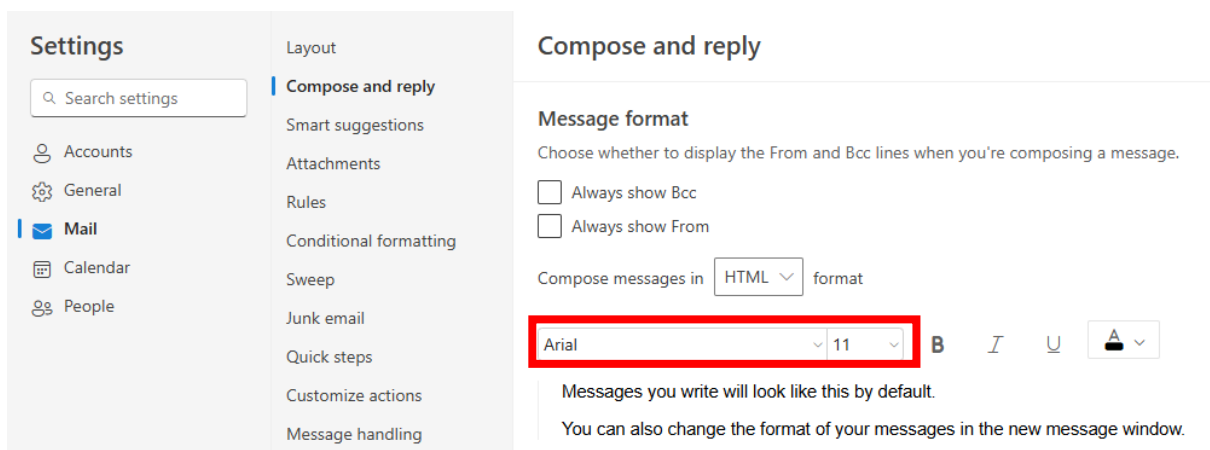 Settings
Search settings
Accounts
General
Mail
Calendar
People
Layout
Compose and reply
Smart suggestions
Attachments
Rules
Conditional formatting
Sweep
Junk email
Quick steps
Customize actions
Message handling
Compose and reply
Message format
Choose whether to display the From and Bcc lines when you're composing a message.
Always show Bcc
Always show From
Compose messages in HTML format
Arial 11 B I U A
Messages you write will look like this by default.
You can also change the format of your messages in the new message window.